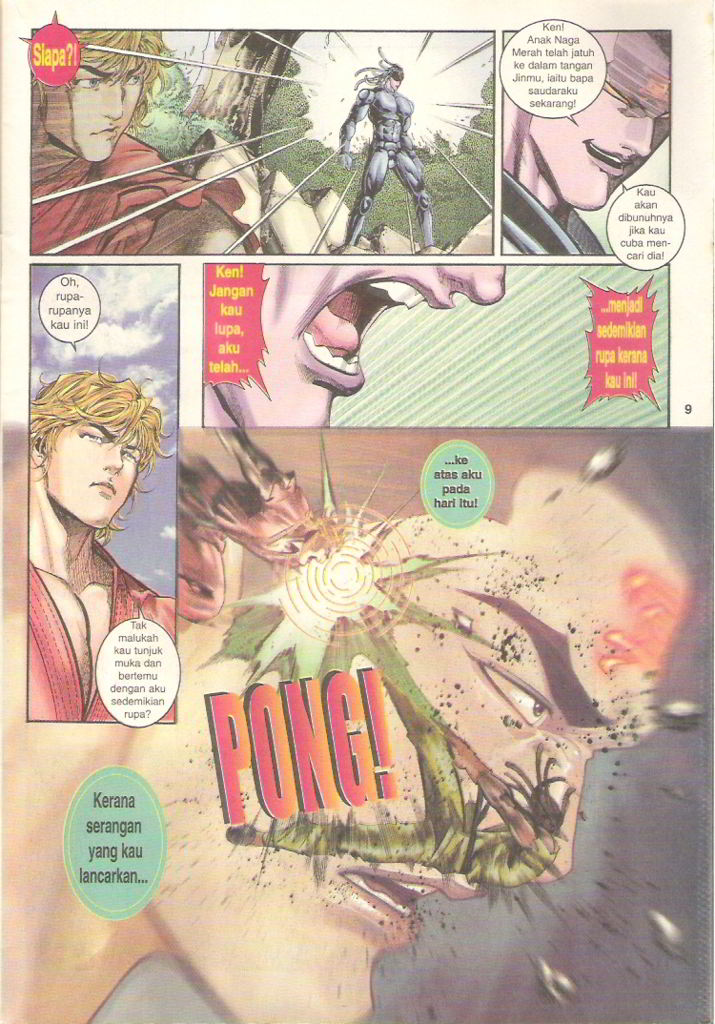 Siapa?!
Ken!
Anak Naga
Merah telah jatuh
ke dalam tangan
Jinmu, iaitu bapa
saudaraku
sekarang!
Kau
akan
dibunuhnya
jika kau
cuba men-
cari dia!
Oh,
rupa-
rupanya
kau ini!
Tak
malukah
kau tunjuk
muka dan
bertemu
dengan aku
sedemikian
rupa?
Ken!
Jangan
kau
lupa,
aku
telah...
...menjadi
sedemikian
rupa kerana
kau ini!
9
Kerana
serangan
yang kau
lancarkan...
...ke
atas aku
pada
hari itu!
PONG!